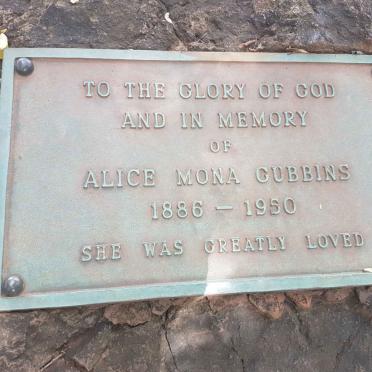 TO THE GLORY OF GOD
AND IN MEMORY
OF
ALICE MONA GUBBINS
1886 — 1950
SHE WAS GREATLY LOVED